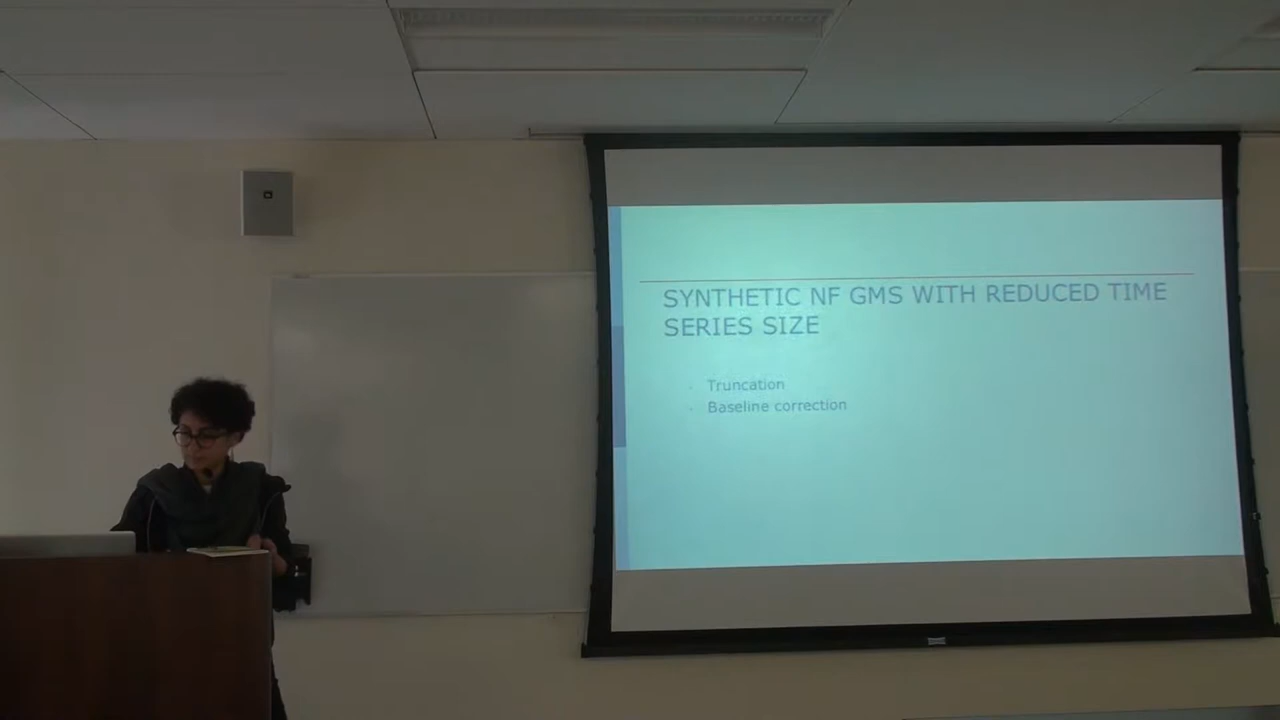 SYNTHETIC NF GMS WITH REDUCED TIME
SERIES SIZE
Truncation
Baseline correction